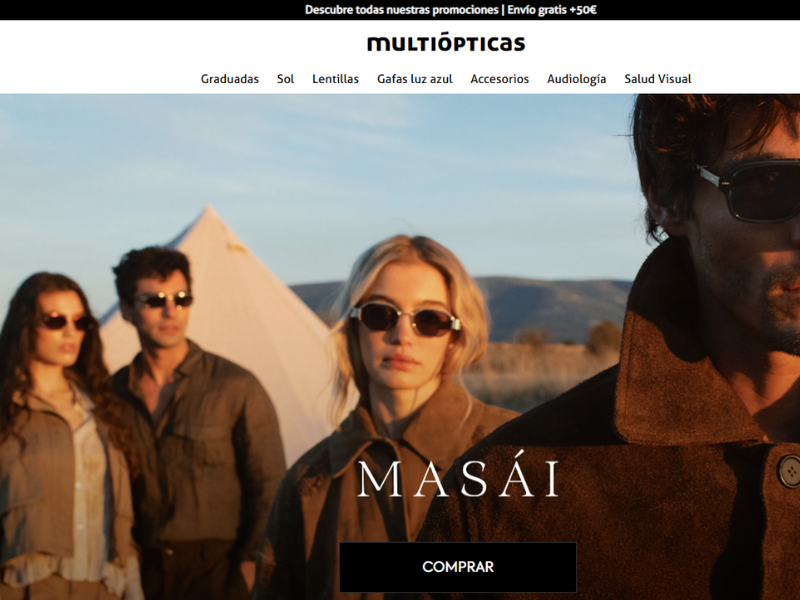 Descubre todas nuestras promociones | Envío gratis +50€
MULTIÓPTICAS
Graduadas Sol Lentillas Gafas luz azul Accesorios Audiología Salud Visual
MASÁI
COMPRAR